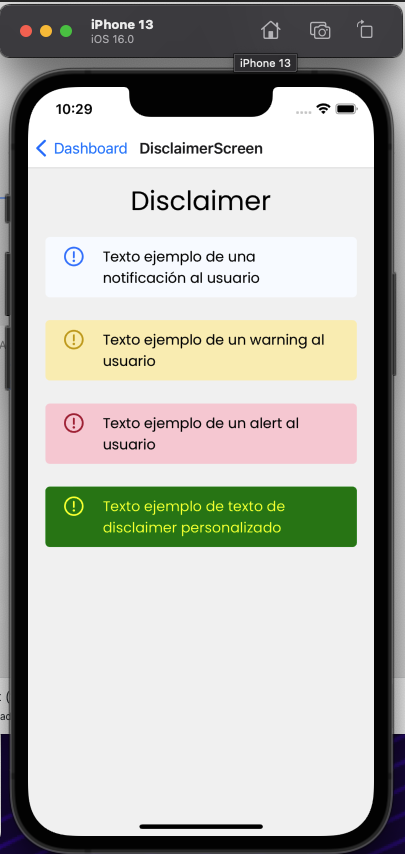 iPhone 13
iOS 16.0
iPhone 13
10:29
Dashboard DisclaimerScreen
Disclaimer
Texto ejemplo de una
notificación al usuario
Texto ejemplo de un warning al
usuario
Texto ejemplo de un alert al
usuario
Texto ejemplo de texto de
disclaimer personalizado